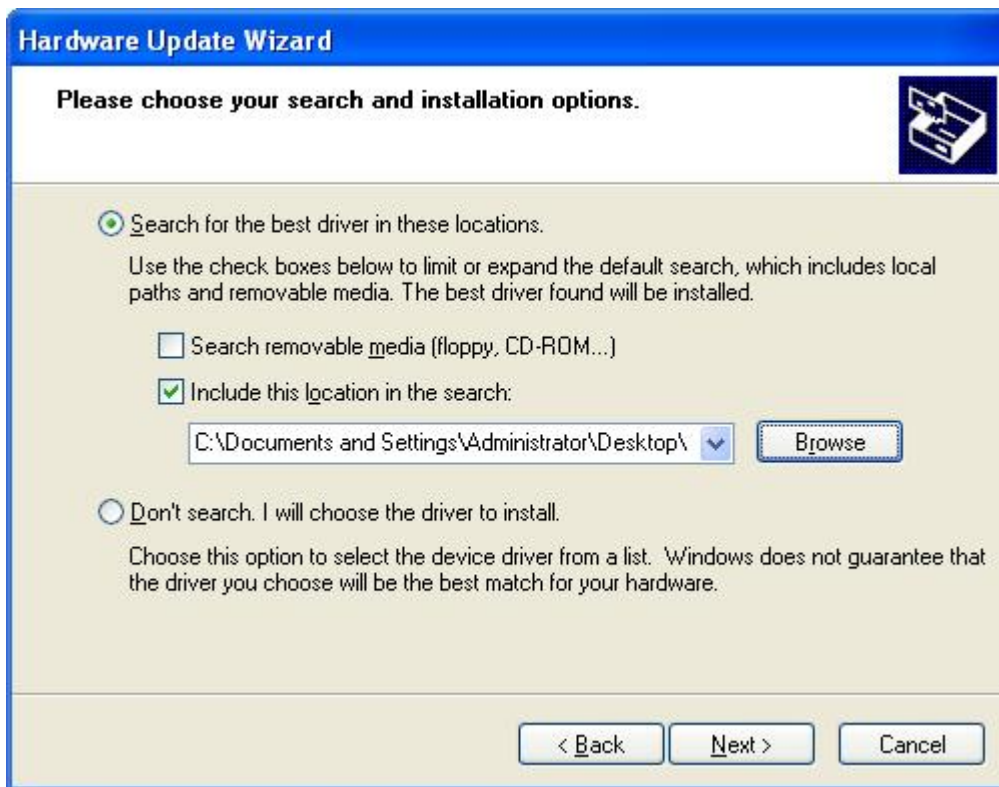 Hardware Update Wizard
Please choose your search and installation options.
Search for the best driver in these locations.
Use the check boxes below to limit or expand the default search, which includes local
paths and removable media. The best driver found will be installed.
Search removable media (floppy, CD-ROM...)
Include this location in the search:
C:\Documents and Settings\Administrator\Desktop\
Browse
Don't search. I will choose the driver to install.
Choose this option to select the device driver from a list.  Windows does not guarantee that
the driver you choose will be the best match for your hardware.
< Back
Next >
Cancel